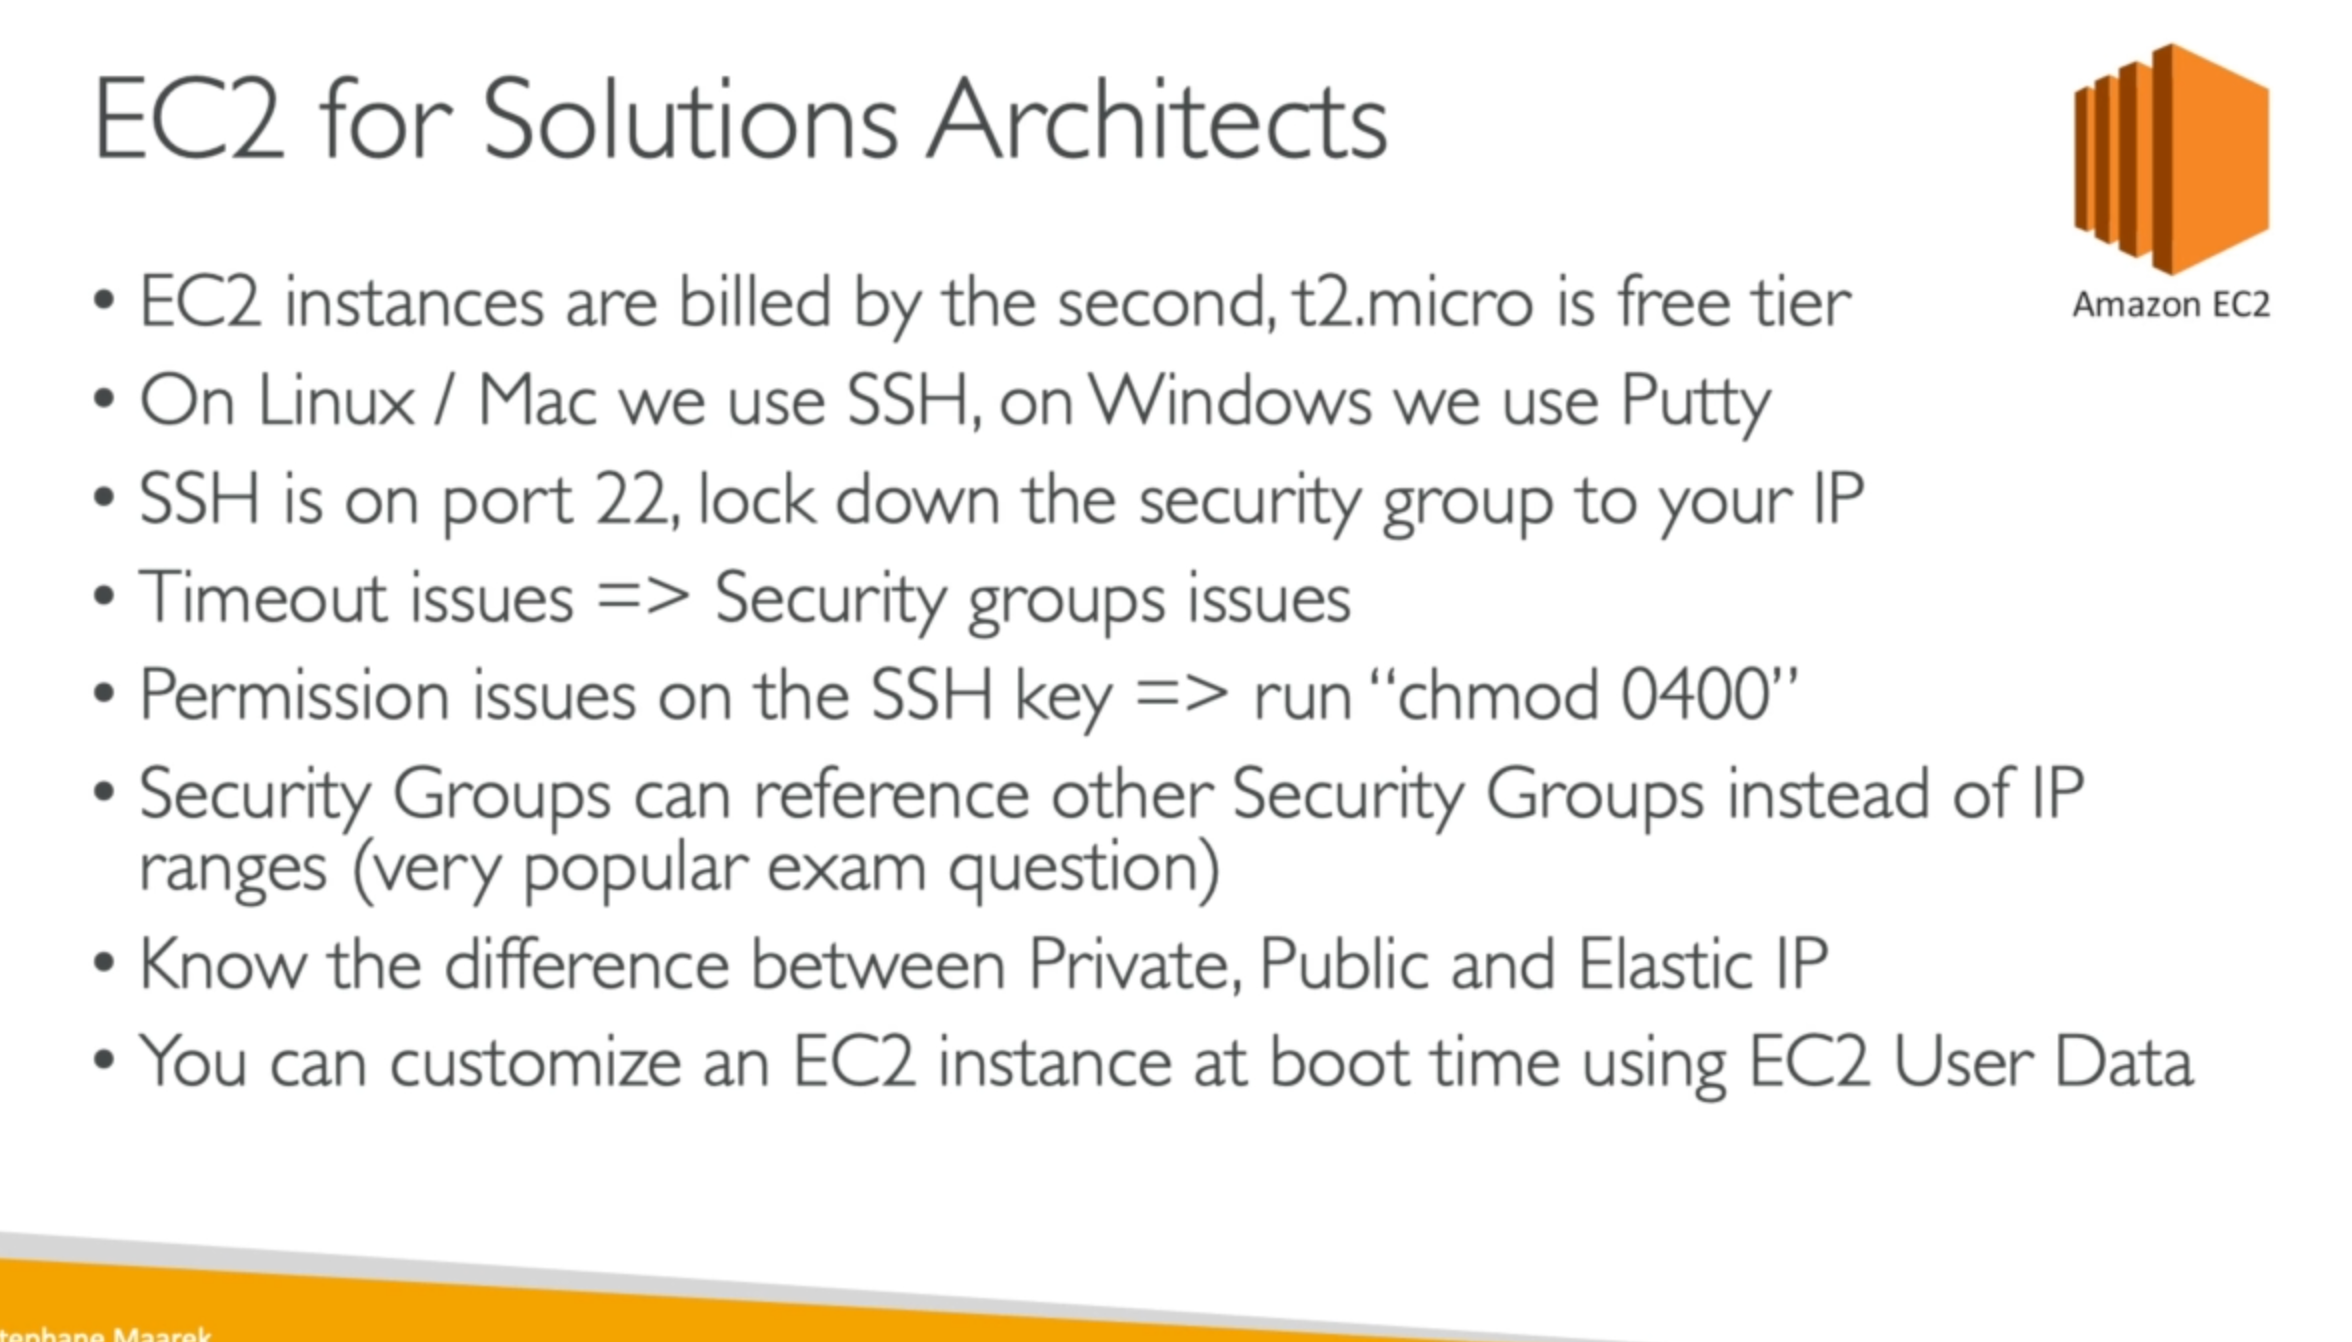 EC2 for Solutions Architects
Amazon EC2
• EC2 instances are billed by the second, t2.micro is free tier
• On Linux / Mac we use SSH, on Windows we use Putty
• SSH is on port 22, lock down the security group to your IP
• Timeout issues => Security groups issues
• Permission issues on the SSH key => run “chmod 0400”
• Security Groups can reference other Security Groups instead of IP
ranges (very popular exam question)
• Know the difference between Private, Public and Elastic IP
• You can customize an EC2 instance at boot time using EC2 User Data
tephane Maarek